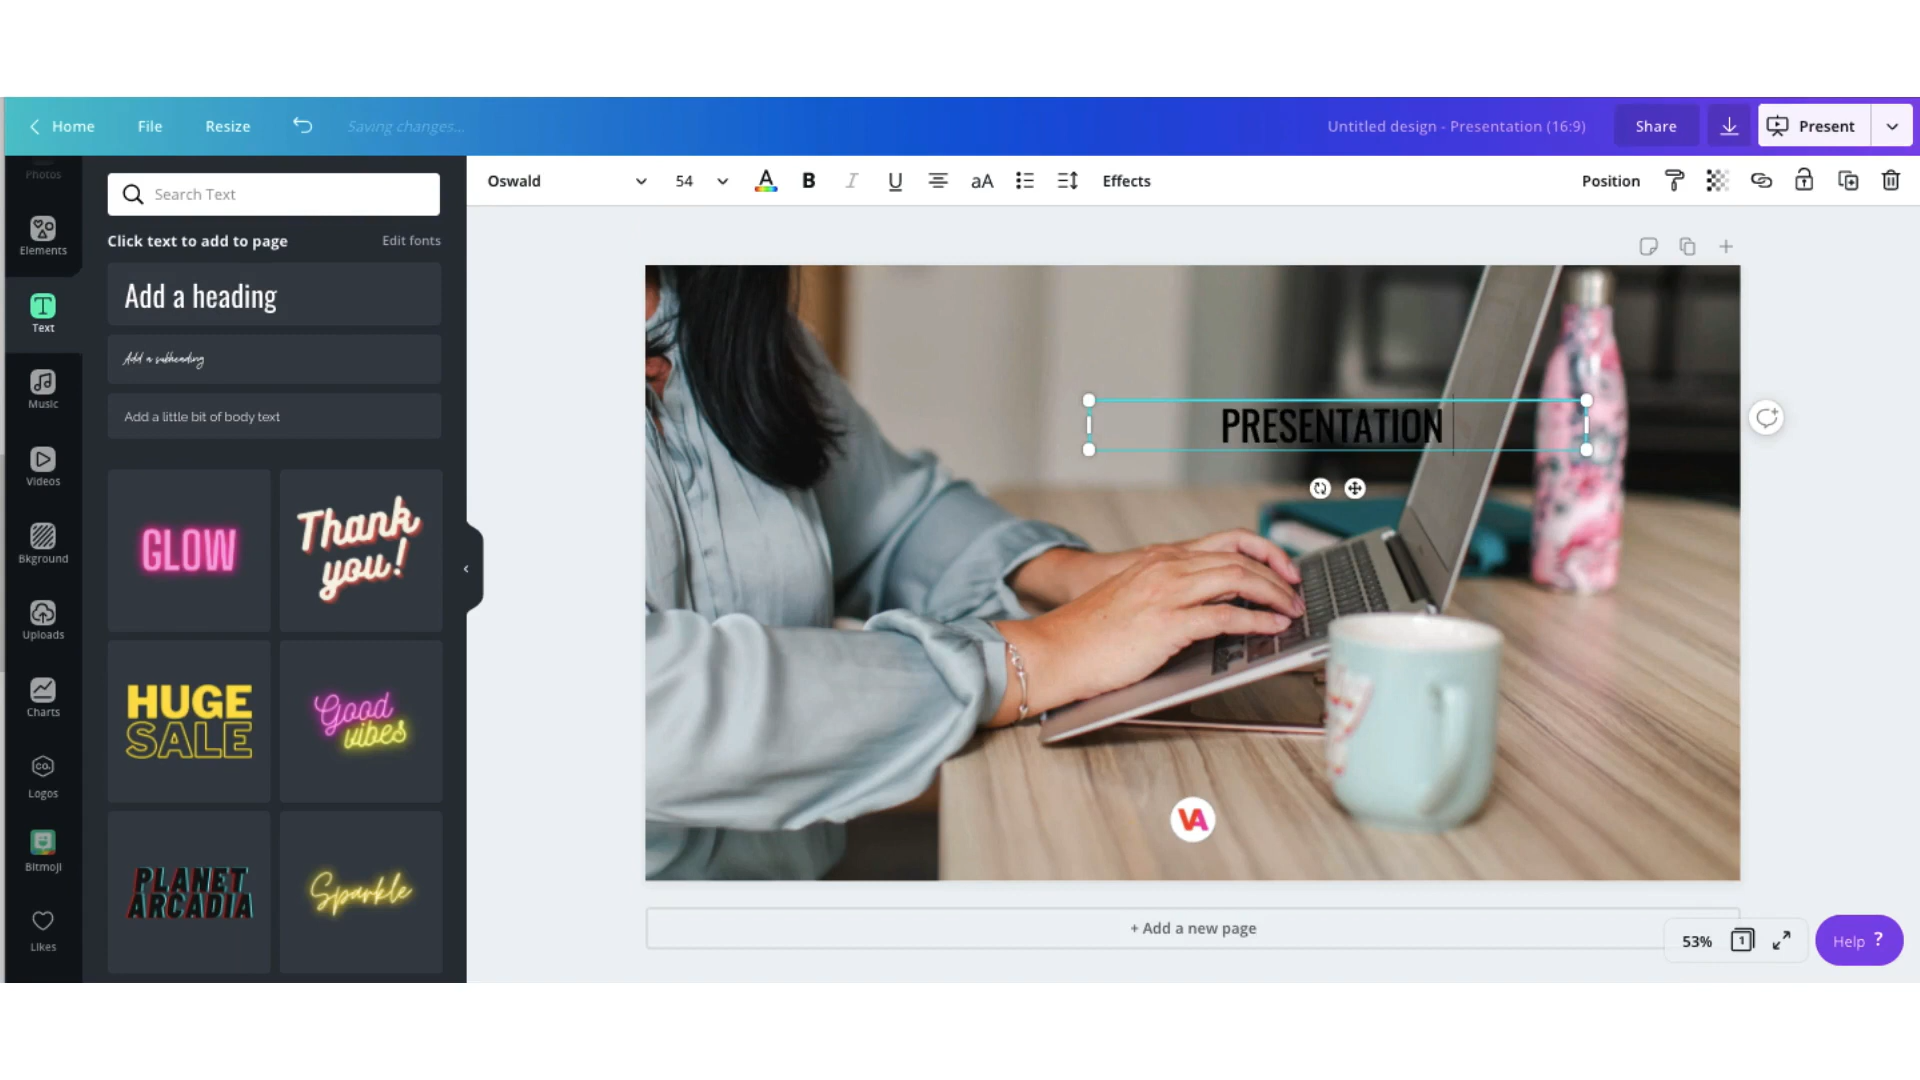 Home
File
Resize
Saving changes...
Untitled design - Presentation (16:9)
Share
Present
Photos
Elements
Text
Music
Videos
Bkground
Uploads
Charts
co.
Logos
Bitmoji
Likes
Search Text
Click text to add to page
Edit fonts
Add a heading
Add a subheading
Add a little bit of body text
GLOW
Thank
you!
HUGE
SALE
Good
vibes
PLANET
ARCADIA
Sparkle
Oswald
54
A
B
I
U
aA
Effects
Position
PRESENTATION
VA
+ Add a new page
53%
1
Help ?